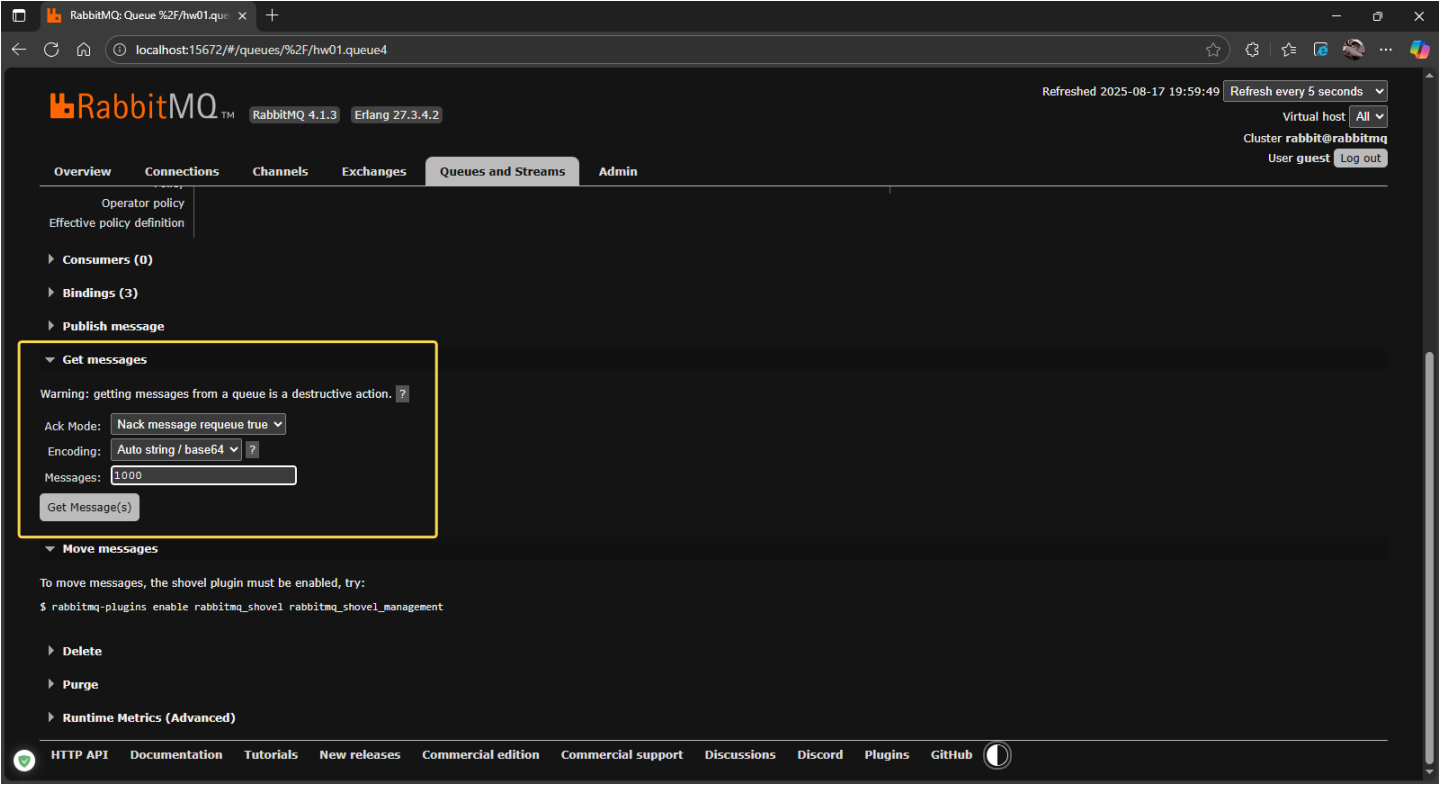 RabbitMQ: Queue %2F/hw01.que
localhost:15672/#/queues/%2F/hw01.queue4
RabbitMQ TM RabbitMQ 4.1.3 Erlang 27.3.4.2
Refreshed 2025-08-17 19:59:49 Refresh every 5 seconds
Virtual host All
Cluster rabbit@rabbitmq
User guest Log out
Overview Connections Channels Exchanges Queues and Streams Admin
Policy
Operator policy
Effective policy definition
Consumers (0)
Bindings (3)
Publish message
Get messages
Warning: getting messages from a queue is a destructive action. ?
Ack Mode: Nack message requeue true
Encoding: Auto string / base64 ?
Messages: 1000
Get Message(s)
Move messages
To move messages, the shovel plugin must be enabled, try:
$ rabbitmq-plugins enable rabbitmq_shovel rabbitmq_shovel_management
Delete
Purge
Runtime Metrics (Advanced)
HTTP API Documentation Tutorials New releases Commercial edition Commercial support Discussions Discord Plugins GitHub